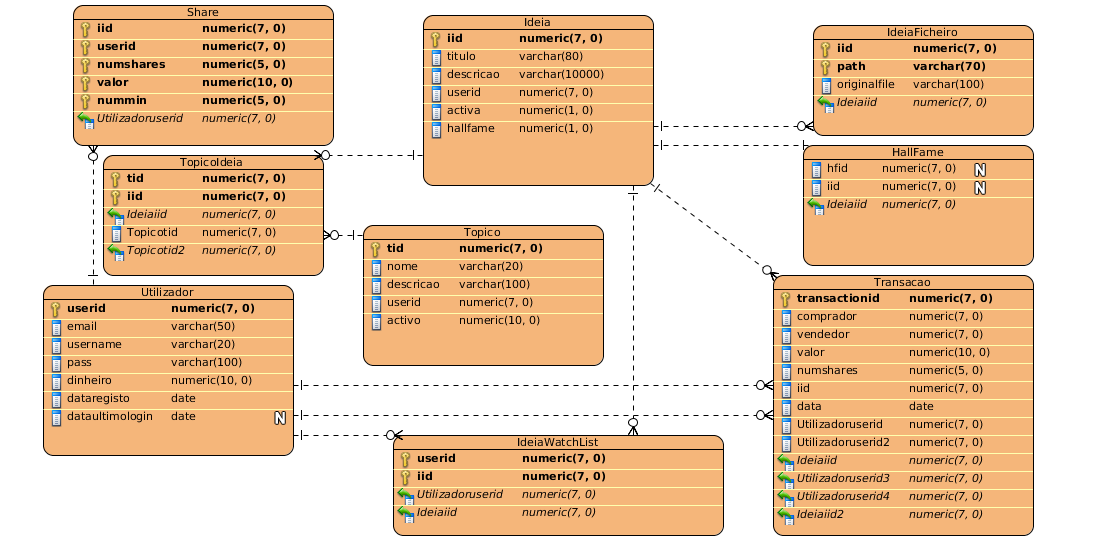 Share
iid numeric(7, 0)
userid numeric(7, 0)
numshares numeric(5, 0)
valor numeric(10, 0)
nummin numeric(5, 0)
Utilizadoruserid numeric(7, 0)
Ideia
iid numeric(7, 0)
titulo varchar(80)
descricao varchar(10000)
userid numeric(7, 0)
activa numeric(1, 0)
hallfame numeric(1, 0)
IdeiaFicheiro
iid numeric(7, 0)
path varchar(70)
originalfile varchar(100)
Ideiaiid numeric(7, 0)
HallFame
hfid numeric(7, 0) N
iid numeric(7, 0) N
Ideiaiid numeric(7, 0)
TopicoIdeia
tid numeric(7, 0)
iid numeric(7, 0)
Ideiaiid numeric(7, 0)
Topicotid numeric(7, 0)
Topicotid2 numeric(7, 0)
Topico
tid numeric(7, 0)
nome varchar(20)
descricao varchar(100)
userid numeric(7, 0)
activo numeric(10, 0)
Utilizador
userid numeric(7, 0)
email varchar(50)
username varchar(20)
pass varchar(100)
dinheiro numeric(10, 0)
dataregisto date
dataultimologin date N
Transacao
transactionid numeric(7, 0)
comprador numeric(7, 0)
vendedor numeric(7, 0)
valor numeric(10, 0)
numshares numeric(5, 0)
iid numeric(7, 0)
data date
Utilizadoruserid numeric(7, 0)
Utilizadoruserid2 numeric(7, 0)
Ideiaiid numeric(7, 0)
Utilizadoruserid3 numeric(7, 0)
Utilizadoruserid4 numeric(7, 0)
Ideiaiid2 numeric(7, 0)
IdeiaWatchList
userid numeric(7, 0)
iid numeric(7, 0)
Utilizadoruserid numeric(7, 0)
Ideiaiid numeric(7, 0)